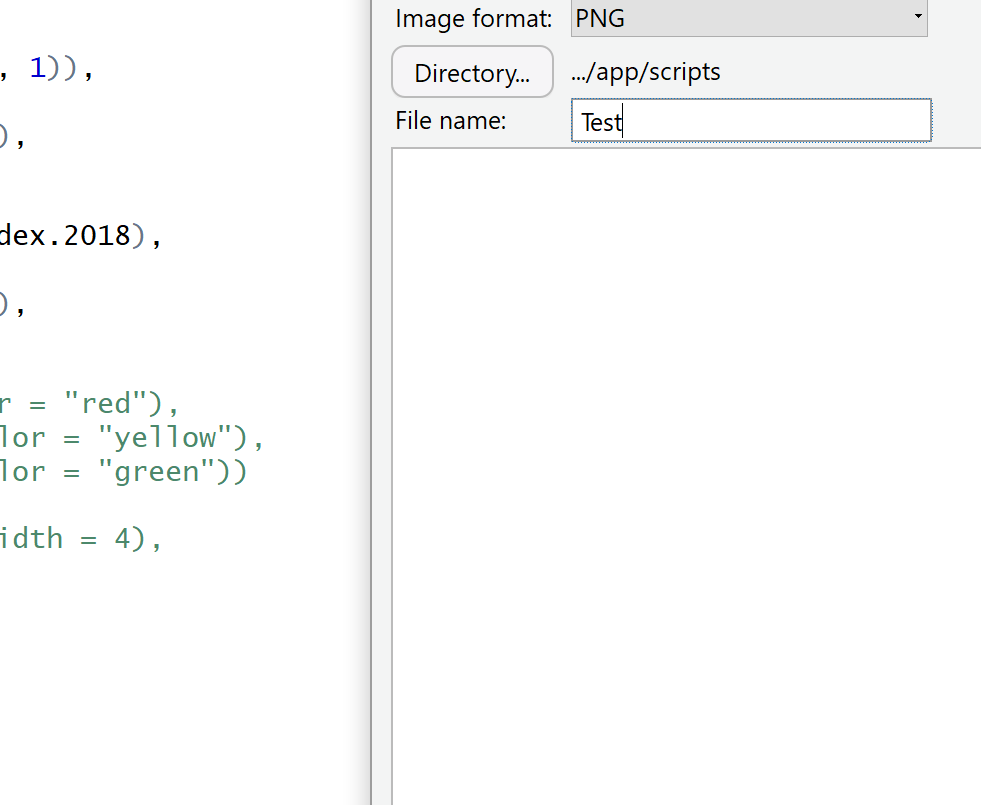 , 1)),
),
dex.2018),
),
r = "red"),
lor = "yellow"),
lor = "green"))
idth = 4),
Image format: PNG
Directory... .../app/scripts
File name: Test